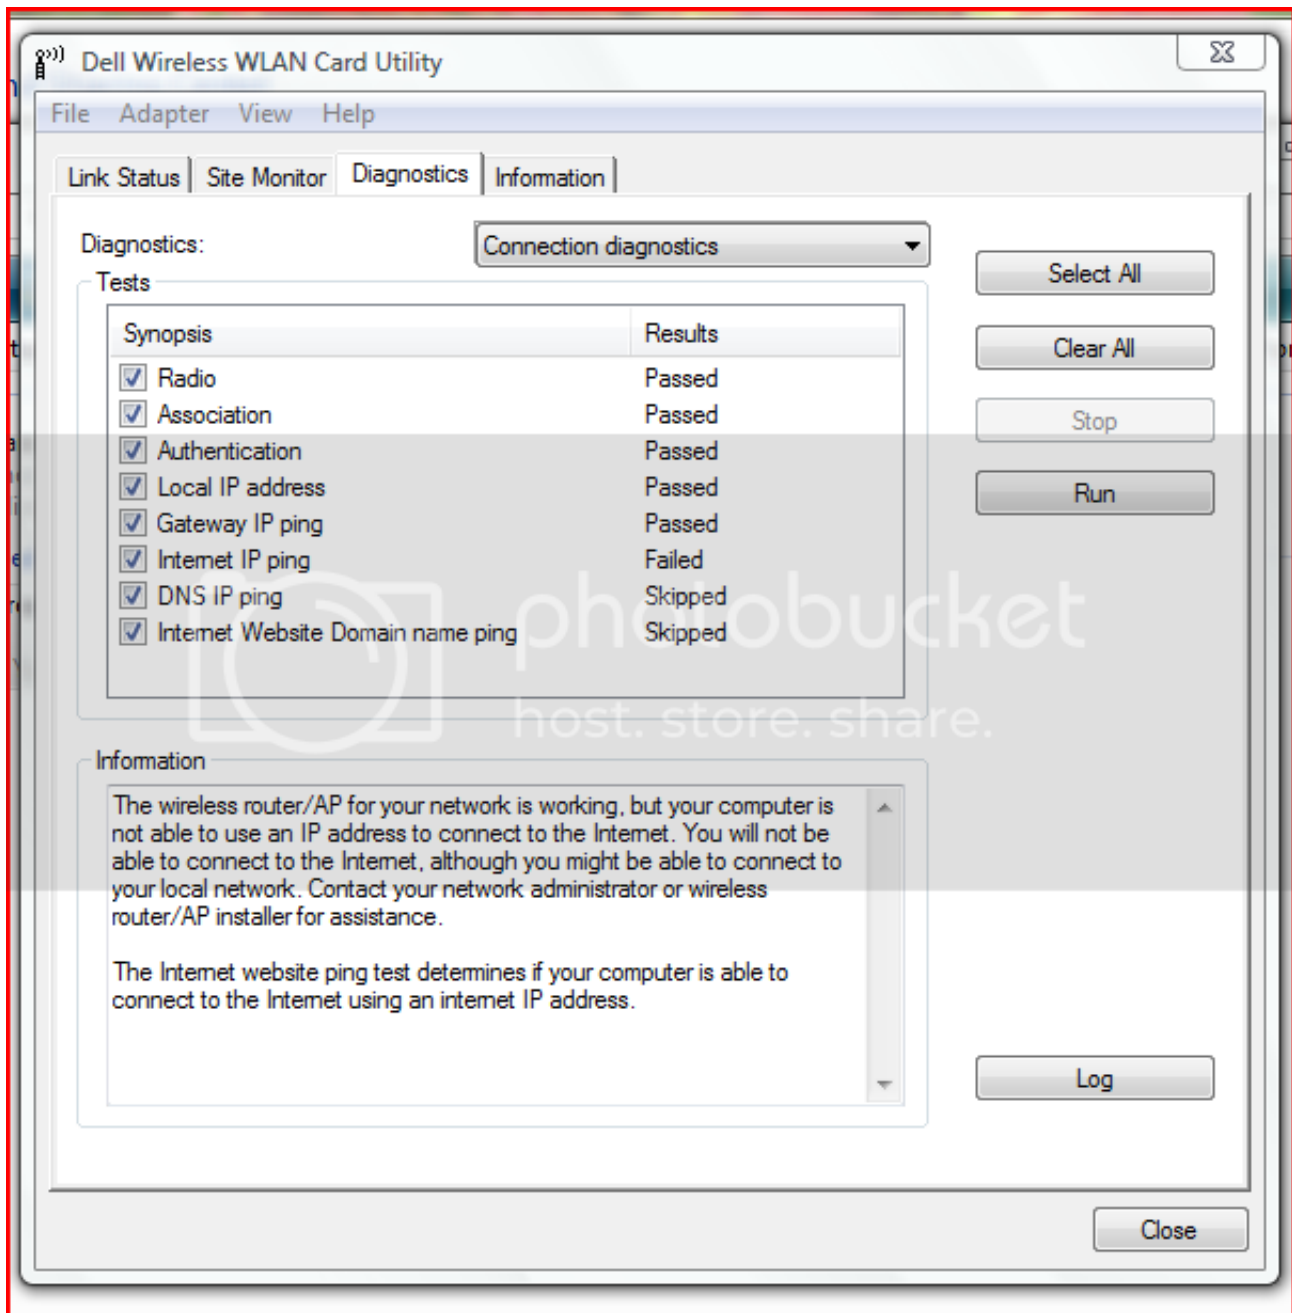 Dell Wireless WLAN Card Utility
File Adapter View Help
Link Status Site Monitor Diagnostics Information
Diagnostics: Connection diagnostics
Select All
Tests
Synopsis Results
Clear All
Radio Passed
Association Passed
Stop
Authentication Passed
Local IP address Passed
Run
Gateway IP ping Passed
Internet IP ping Failed
DNS IP ping Skipped
Internet Website Domain name ping Skipped
photobucket
host. store. share.
Information
The wireless router/AP for your network is working, but your computer is
not able to use an IP address to connect to the Internet. You will not be
able to connect to the Internet, although you might be able to connect to
your local network. Contact your network administrator or wireless
router/AP installer for assistance.
The Internet website ping test determines if your computer is able to
connect to the Internet using an internet IP address.
Log
Close